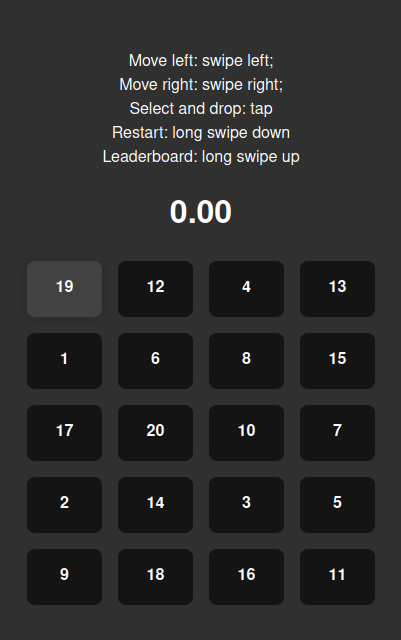 Move left: swipe left;
Move right: swipe right;
Select and drop: tap
Restart: long swipe down
Leaderboard: long swipe up
0.00
19 12 4 13
1 6 8 15
17 20 10 7
2 14 3 5
9 18 16 11